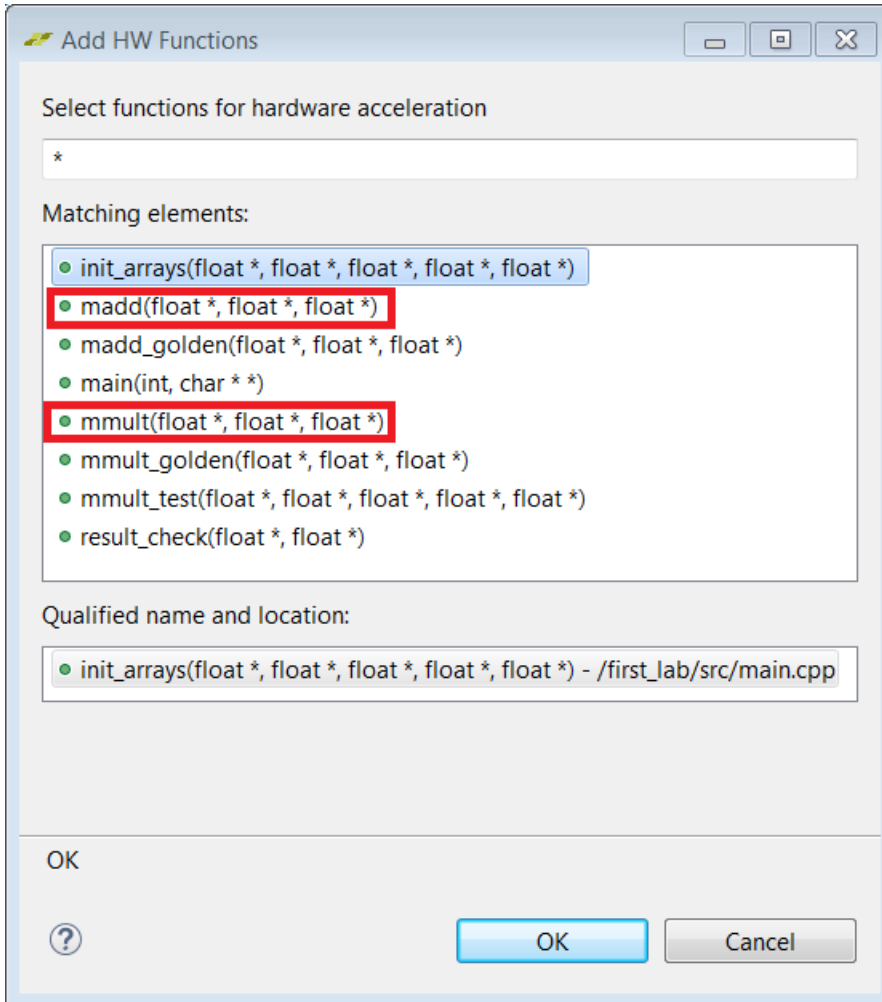 Add HW Functions
Select functions for hardware acceleration
*
Matching elements:
init_arrays(float *, float *, float *, float *, float *)
madd(float *, float *, float *)
madd_golden(float *, float *, float *)
main(int, char * *)
mmult(float *, float *, float *)
mmult_golden(float *, float *, float *)
mmult_test(float *, float *, float *, float *, float *)
result_check(float *, float *)
Qualified name and location:
init_arrays(float *, float *, float *, float *, float *) - /first_lab/src/main.cpp
OK
?
OK
Cancel